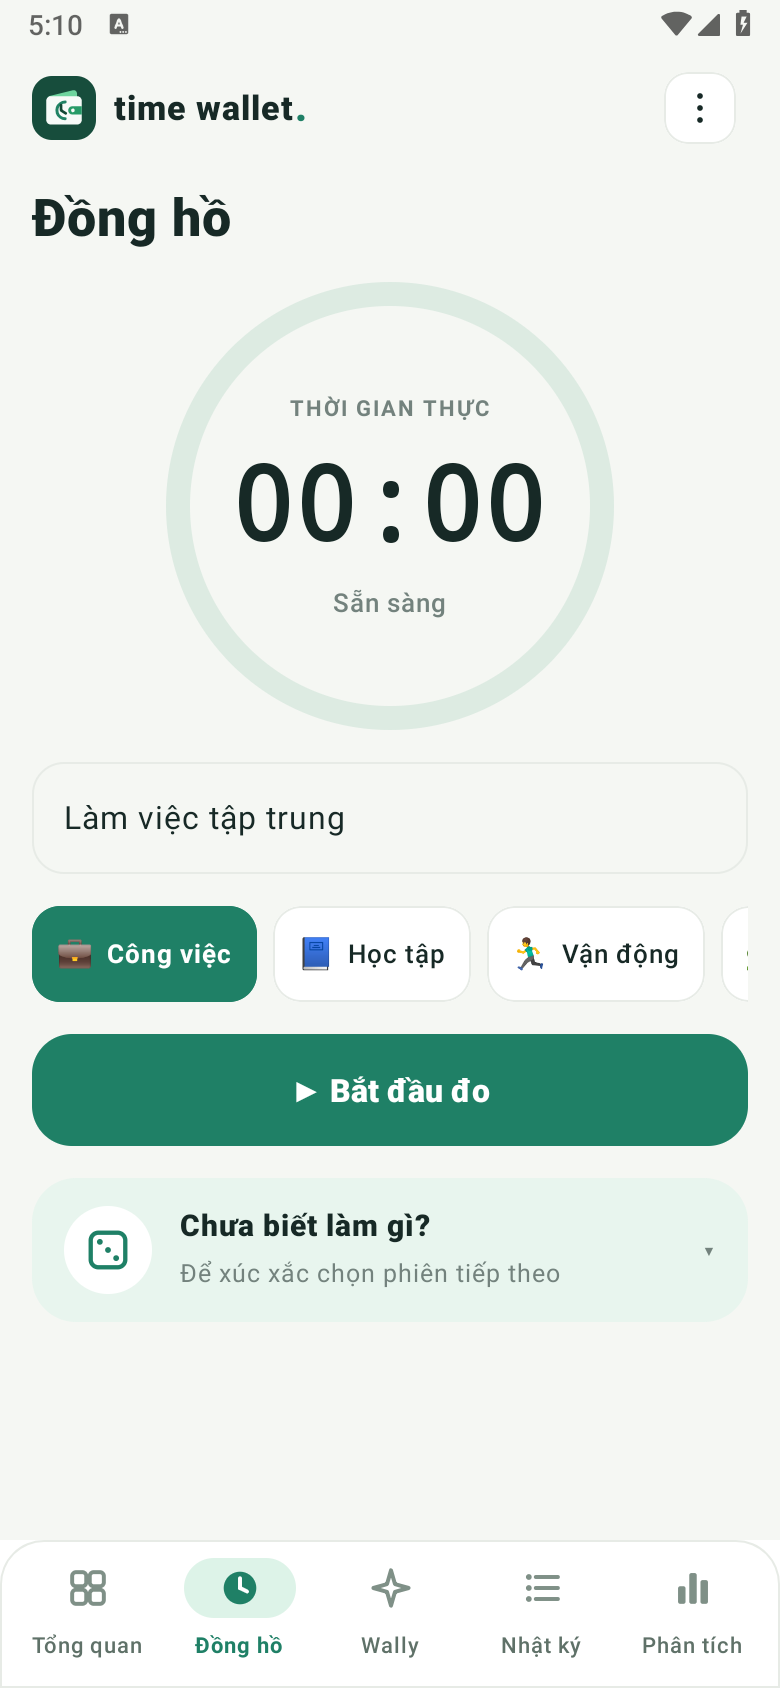 5:10
time wallet.
Đồng hồ
THỜI GIAN THỰC
00:00
Sẵn sàng
Làm việc tập trung
Công việc
Học tập
Vận động
▶ Bắt đầu đo
Chưa biết làm gì?
Để xúc xắc chọn phiên tiếp theo
Tổng quan
Đồng hồ
Wally
Nhật ký
Phân tích